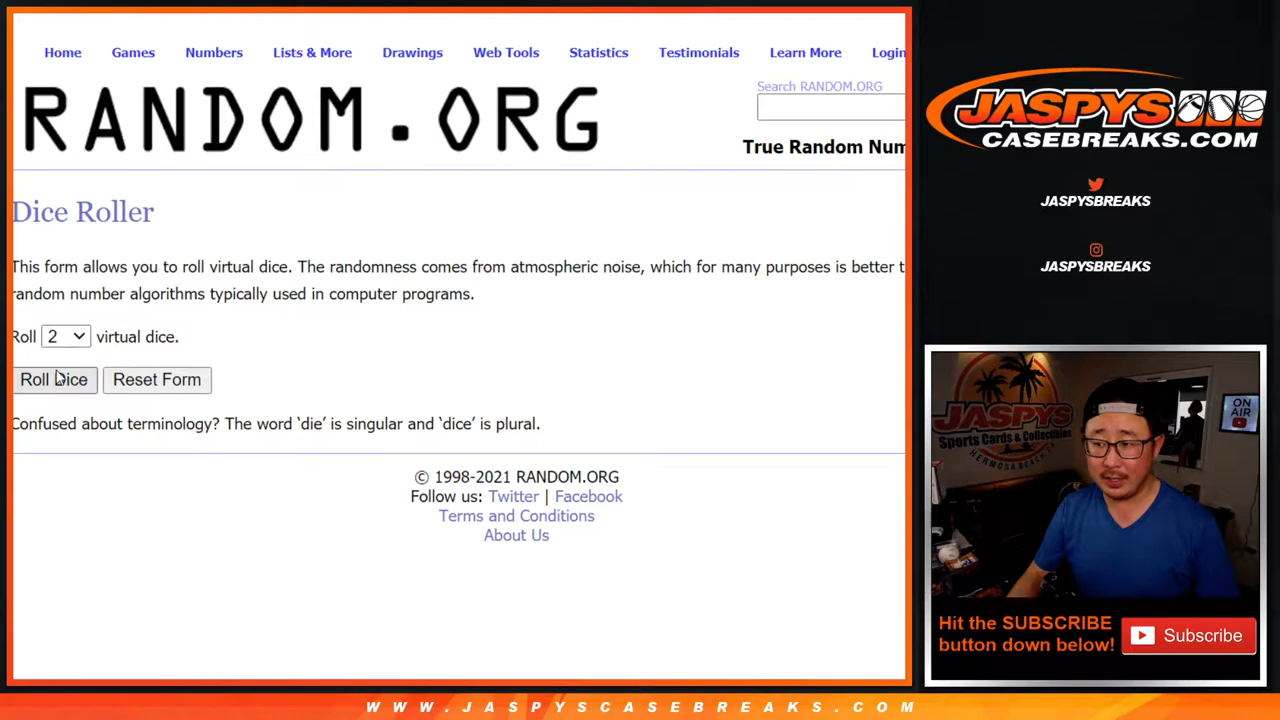 Home Games Numbers Lists & More Drawings Web Tools Statistics Testimonials Learn More Login
RANDOM.ORG
Search RANDOM.ORG
True Random Num
Dice Roller
This form allows you to roll virtual dice. The randomness comes from atmospheric noise, which for many purposes is better t
random number algorithms typically used in computer programs.
Roll 2 virtual dice.
Roll Dice Reset Form
Confused about terminology? The word ‘die’ is singular and ‘dice’ is plural.
© 1998-2021 RANDOM.ORG
Follow us: Twitter | Facebook
Terms and Conditions
About Us
JASPYS
CASEBREAKS.COM
JASPYSBREAKS
JASPYSBREAKS
JASPYS
Sports Cards & Collectibles
HERMOSA BEACH
ON
AIR
Hit the SUBSCRIBE
button down below!
Subscribe
WWW.JASPYSCASEBREAKS.COM